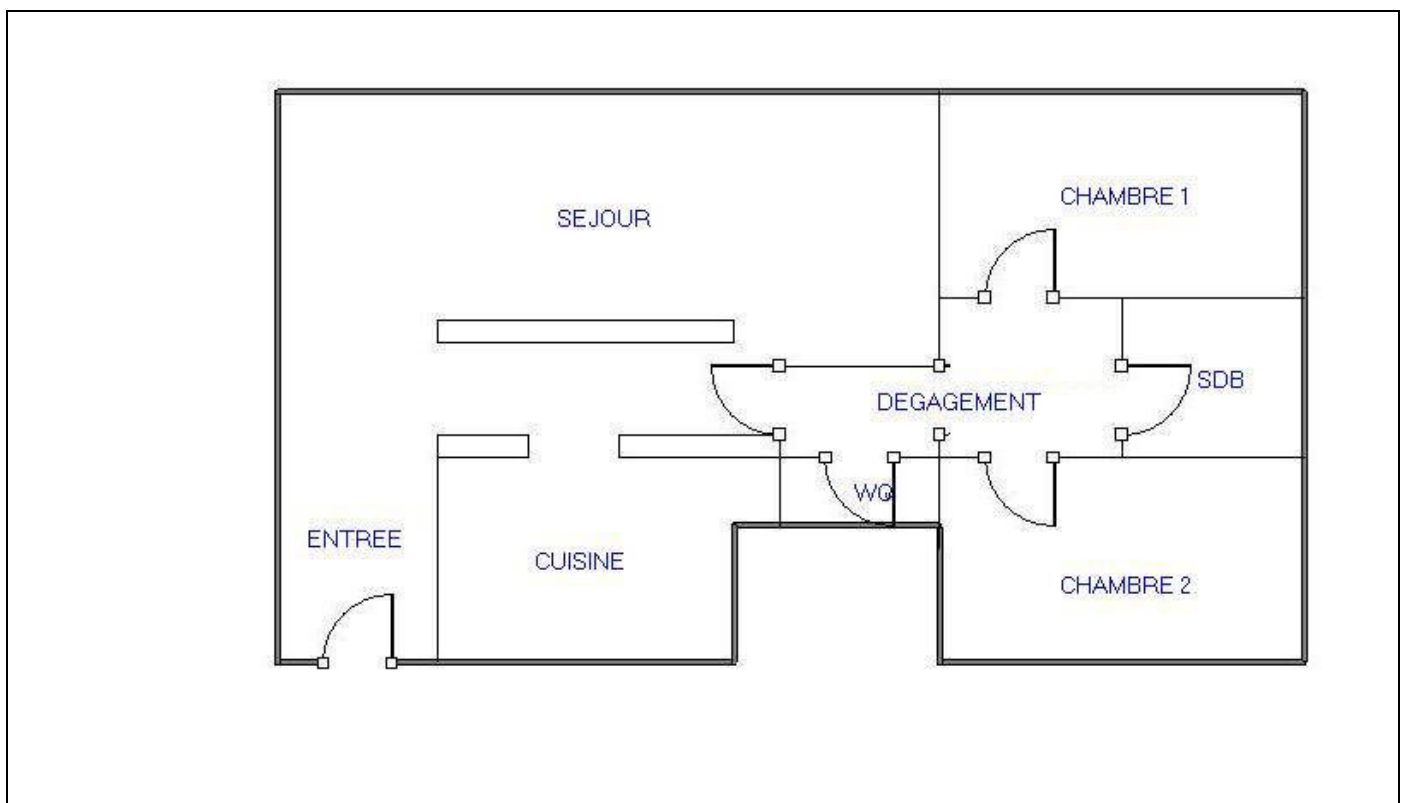 CHAMBRE 1
SEJOUR
SDB
DEGAGEMENT
WC
ENTREE
CUISINE
CHAMBRE 2